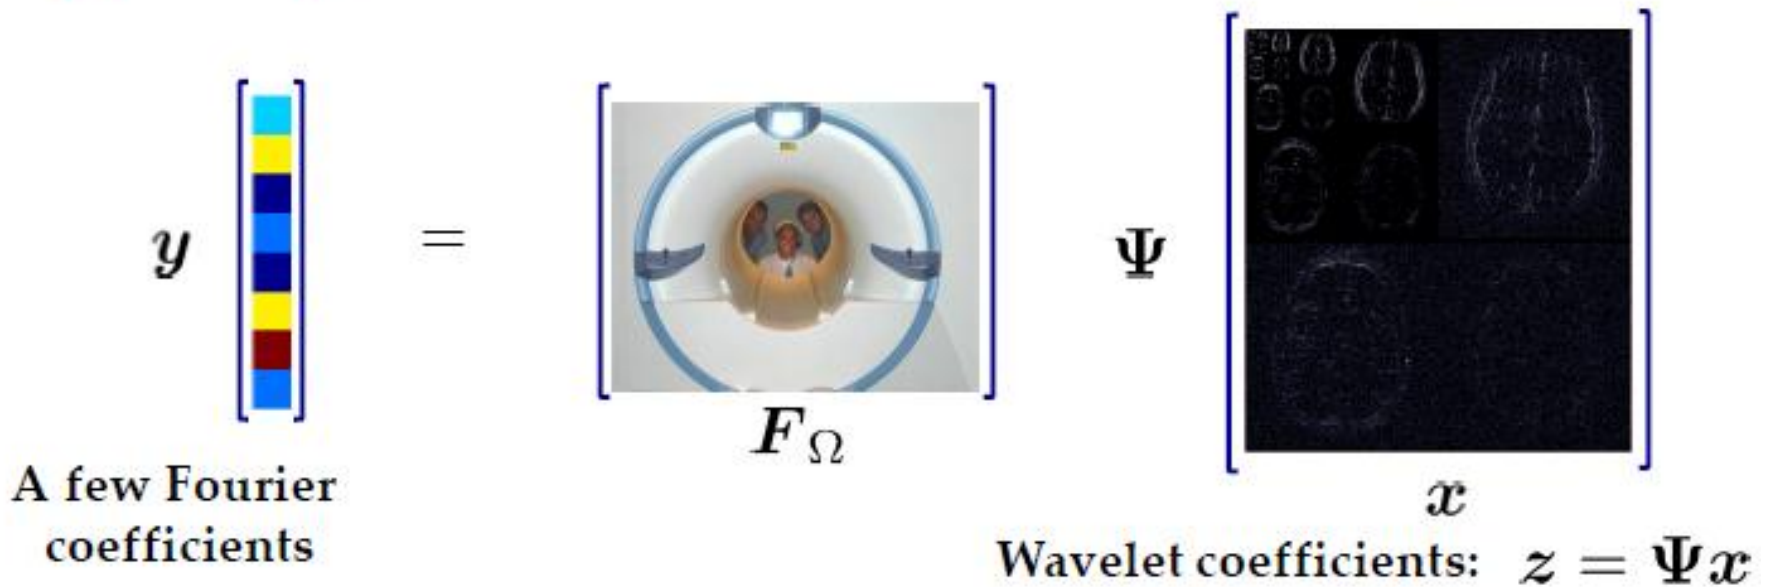 y = F_Ω Ψ x
A few Fourier
coefficients
Wavelet coefficients: z = Ψx